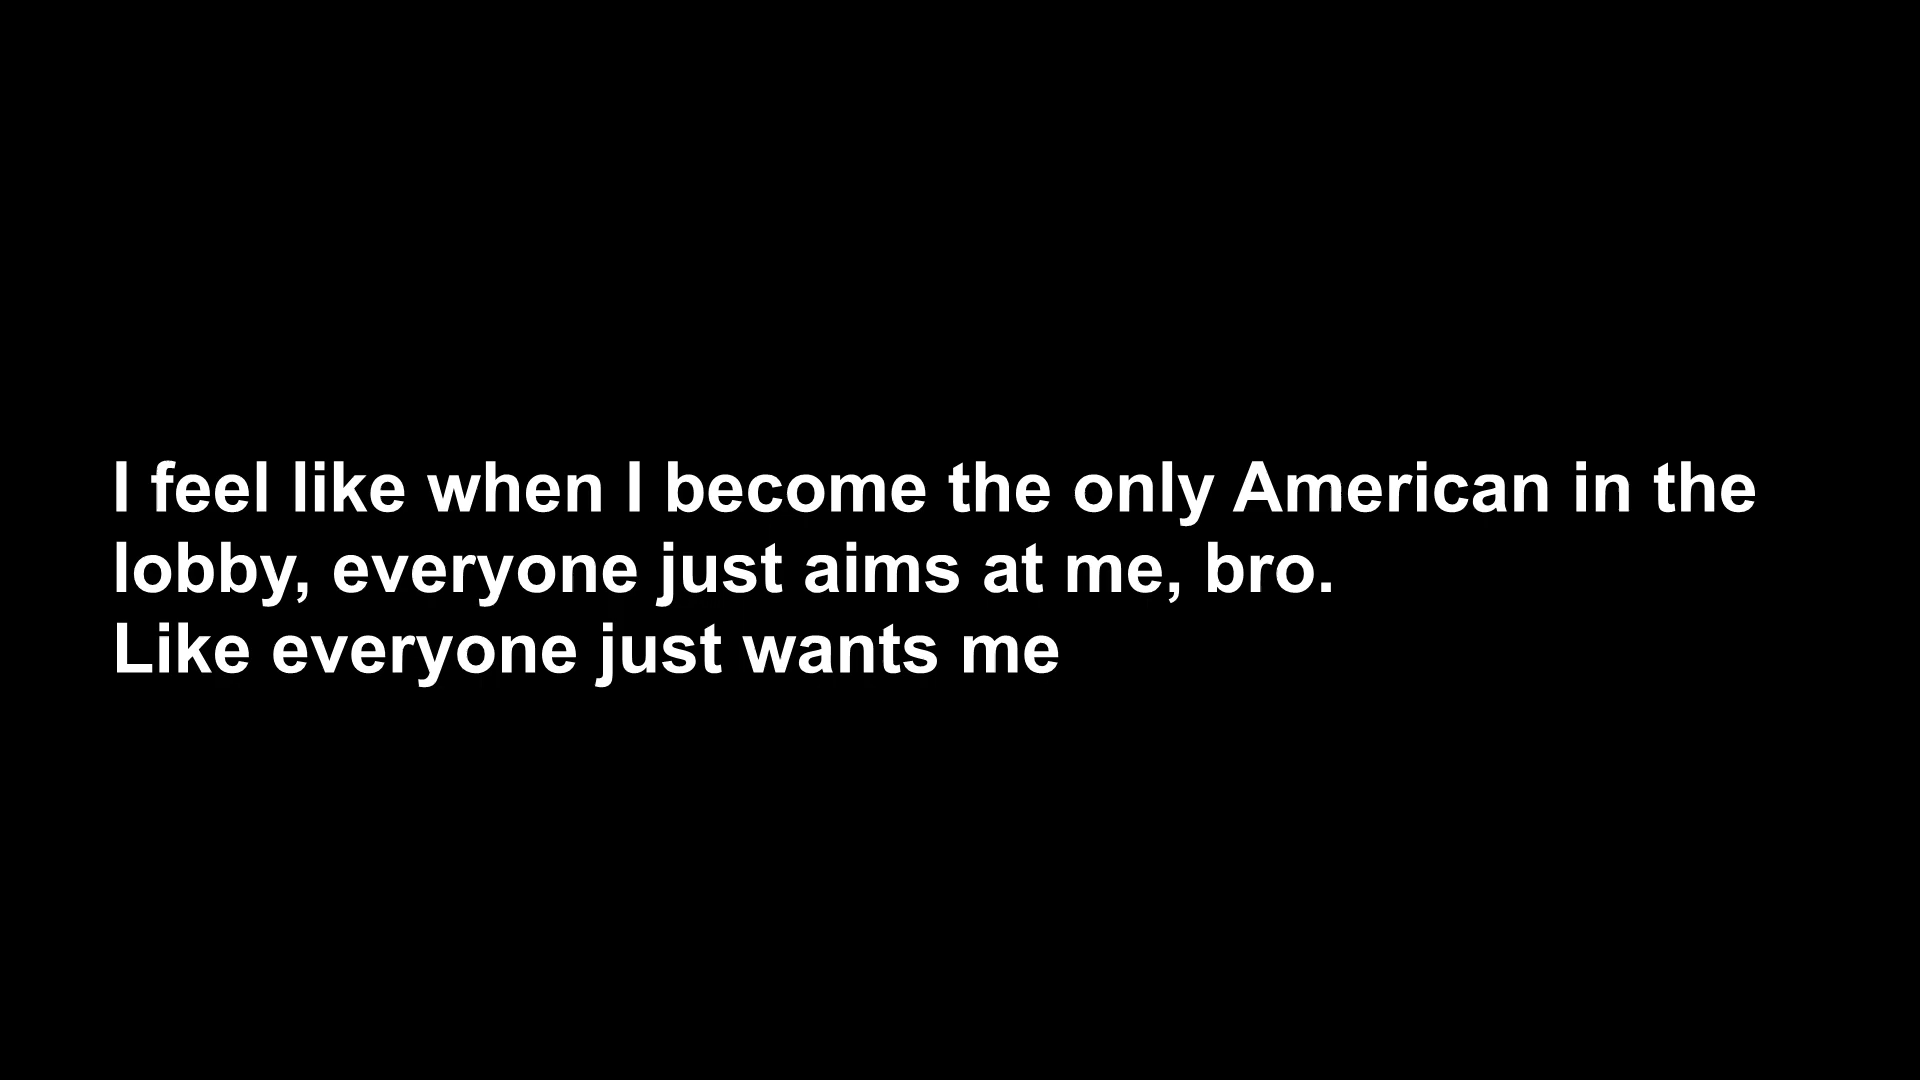 I feel like when I become the only American in the
lobby, everyone just aims at me, bro.
Like everyone just wants me